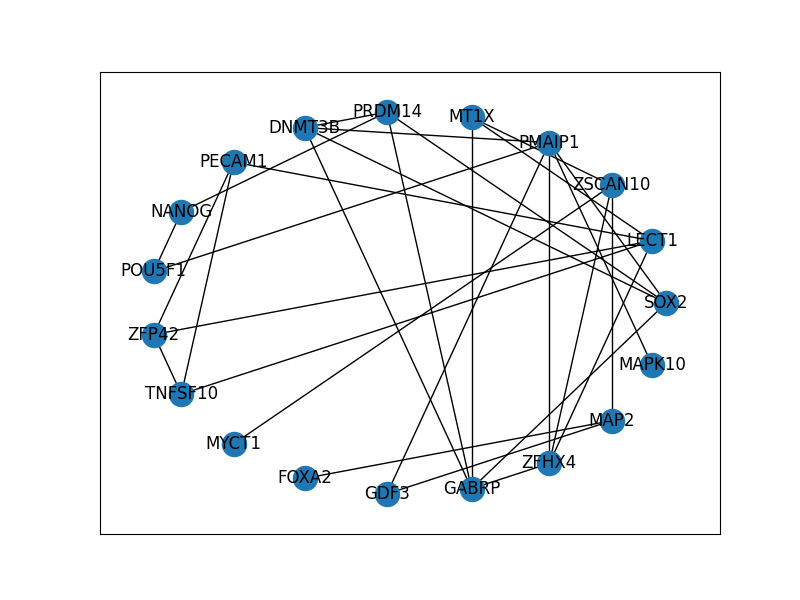 PRDM14
MT1X
DNMT3B
PMAIP1
PECAM1
ZSCAN10
NANOG
LECT1
POU5F1
SOX2
ZFP42
MAPK10
TNFSF10
MAP2
MYCT1
ZFHX4
FOXA2
GABRP
GDF3